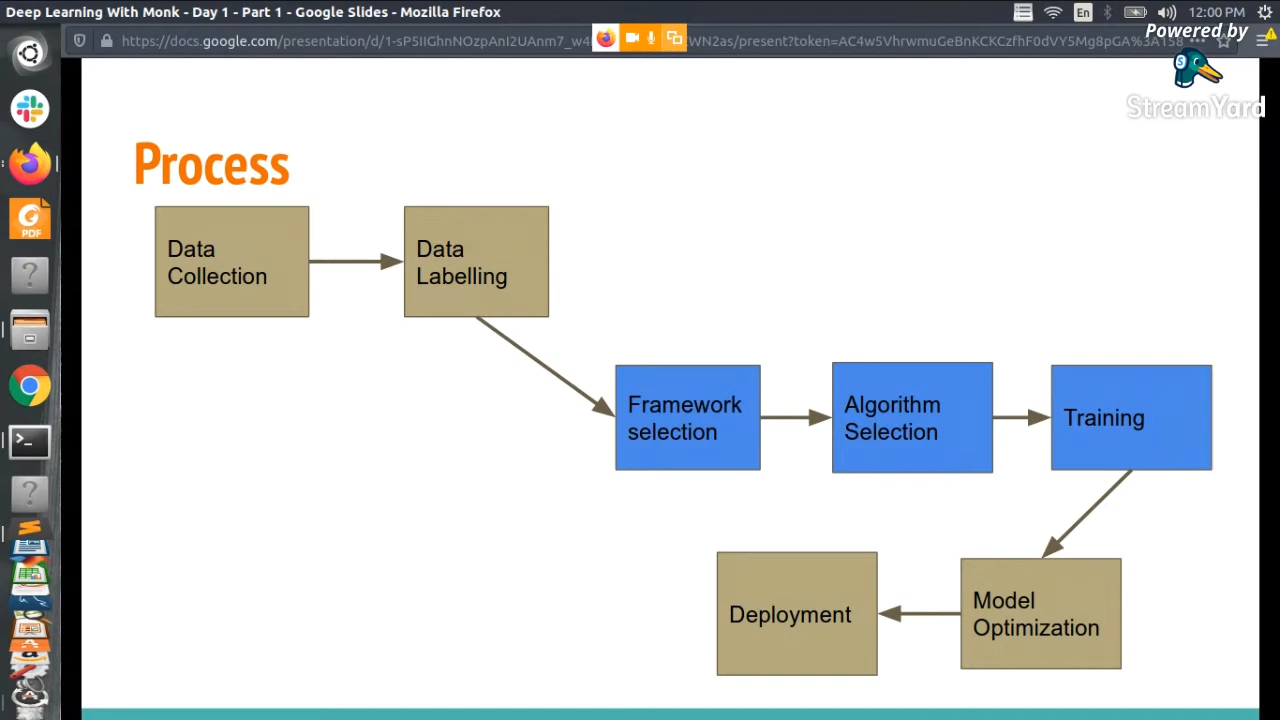 Deep Learning With Monk - Day 1 - Part 1 - Google Slides - Mozilla Firefox
En
12:00 PM
Powered by
StreamYard
PDF
Process
Data
Collection
Data
Labelling
Framework
selection
Algorithm
Selection
Training
Deployment
Model
Optimization